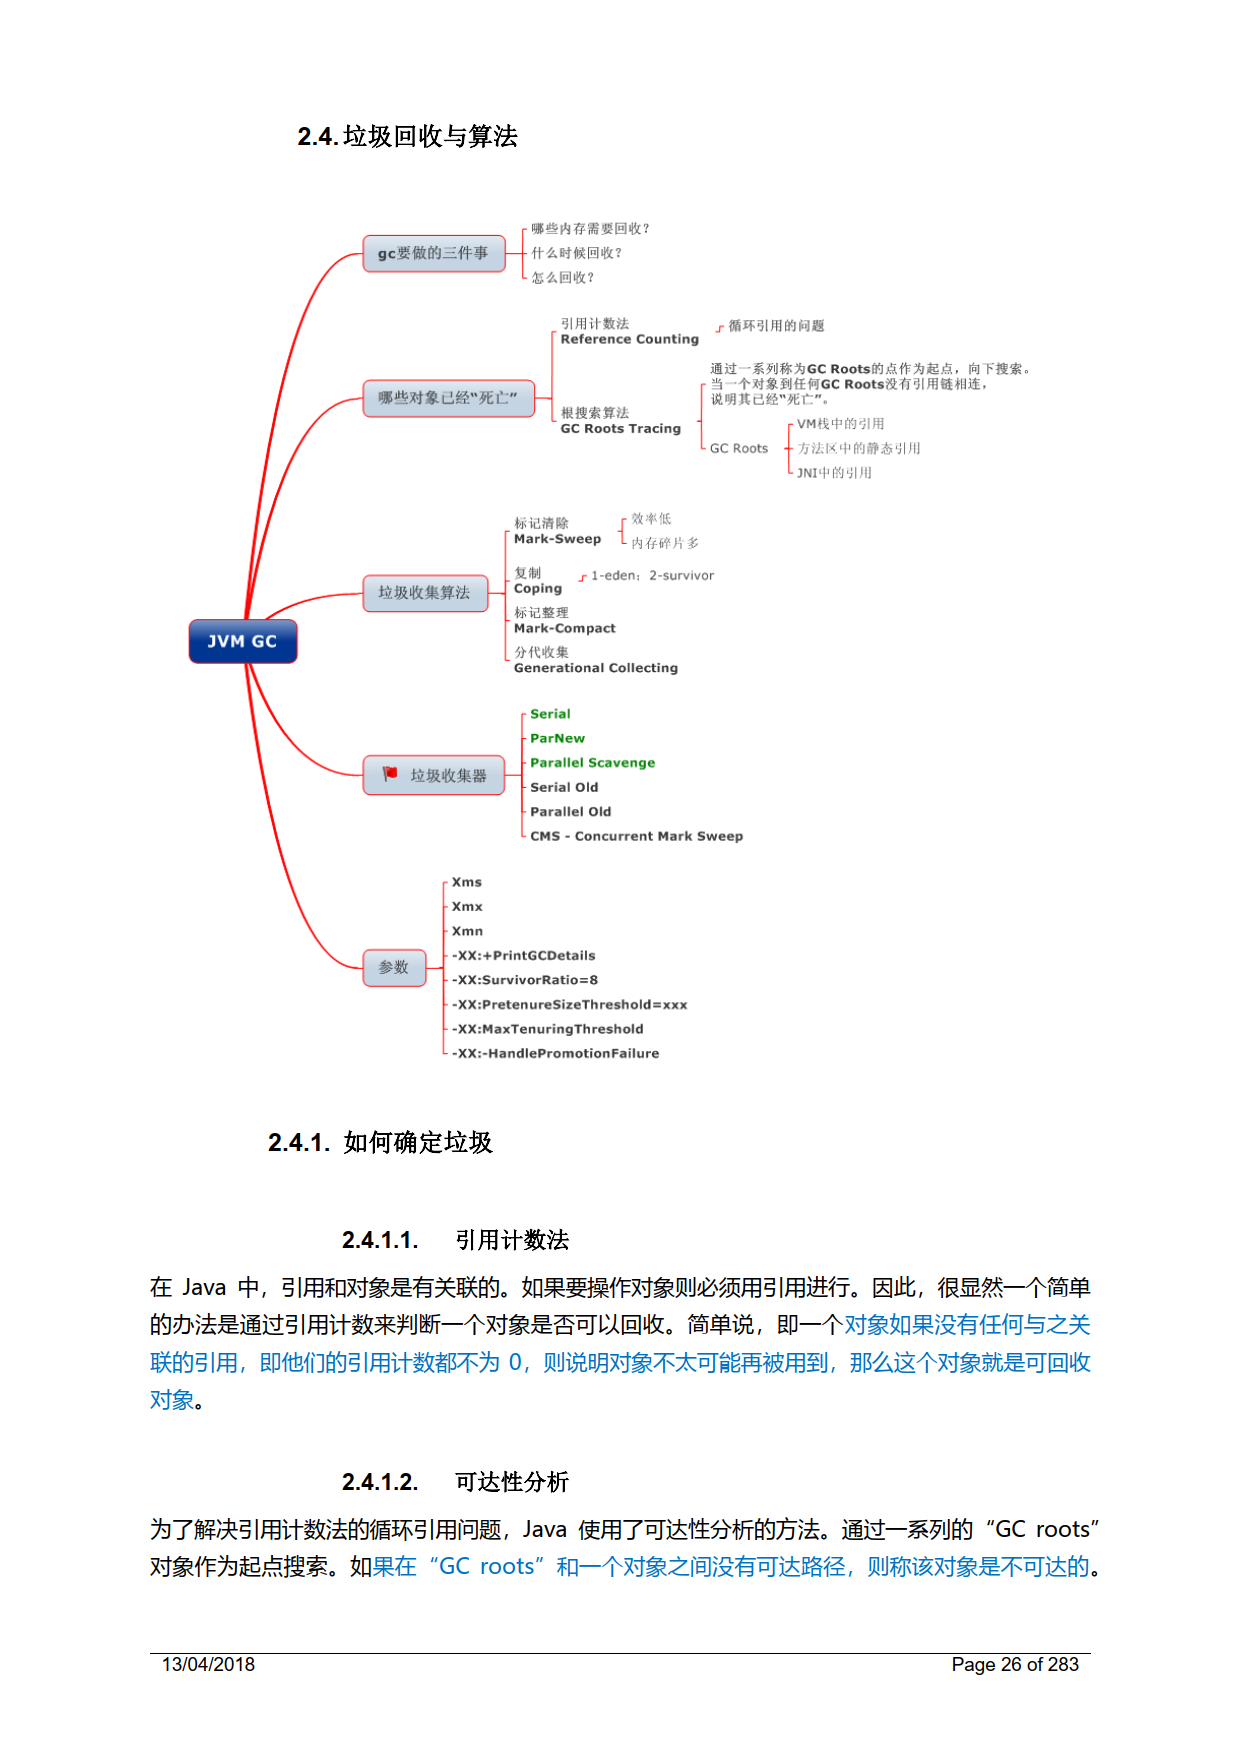 2.4. 垃圾回收与算法
gc要做的三件事
哪些内存需要回收？
什么时候回收？
怎么回收？
哪些对象已经“死亡”
引用计数法
Reference Counting
循环引用的问题
根搜索算法
GC Roots Tracing
通过一系列称为GC Roots的点作为起点，向下搜索。
当一个对象到任何GC Roots没有引用链相连，
说明其已经“死亡”。
GC Roots
VM栈中的引用
方法区中的静态引用
JNI中的引用
垃圾收集算法
标记清除
Mark-Sweep
效率低
内存碎片多
复制
Coping
1-eden；2-survivor
标记整理
Mark-Compact
分代收集
Generational Collecting
JVM GC
垃圾收集器
Serial
ParNew
Parallel Scavenge
Serial Old
Parallel Old
CMS - Concurrent Mark Sweep
参数
Xms
Xmx
Xmn
-XX:+PrintGCDetails
-XX:SurvivorRatio=8
-XX:PretenureSizeThreshold=xxx
-XX:MaxTenuringThreshold
-XX:-HandlePromotionFailure
2.4.1. 如何确定垃圾
2.4.1.1. 引用计数法
在 Java 中，引用和对象是有关联的。如果要操作对象则必须用引用进行。因此，很显然一个简单
的办法是通过引用计数来判断一个对象是否可以回收。简单说，即一个对象如果没有任何与之关
联的引用，即他们的引用计数都不为 0，则说明对象不太可能再被用到，那么这个对象就是可回收
对象。
2.4.1.2. 可达性分析
为了解决引用计数法的循环引用问题，Java 使用了可达性分析的方法。通过一系列的“GC roots”
对象作为起点搜索。如果在“GC roots”和一个对象之间没有可达路径，则称该对象是不可达的。
13/04/2018 Page 26 of 283